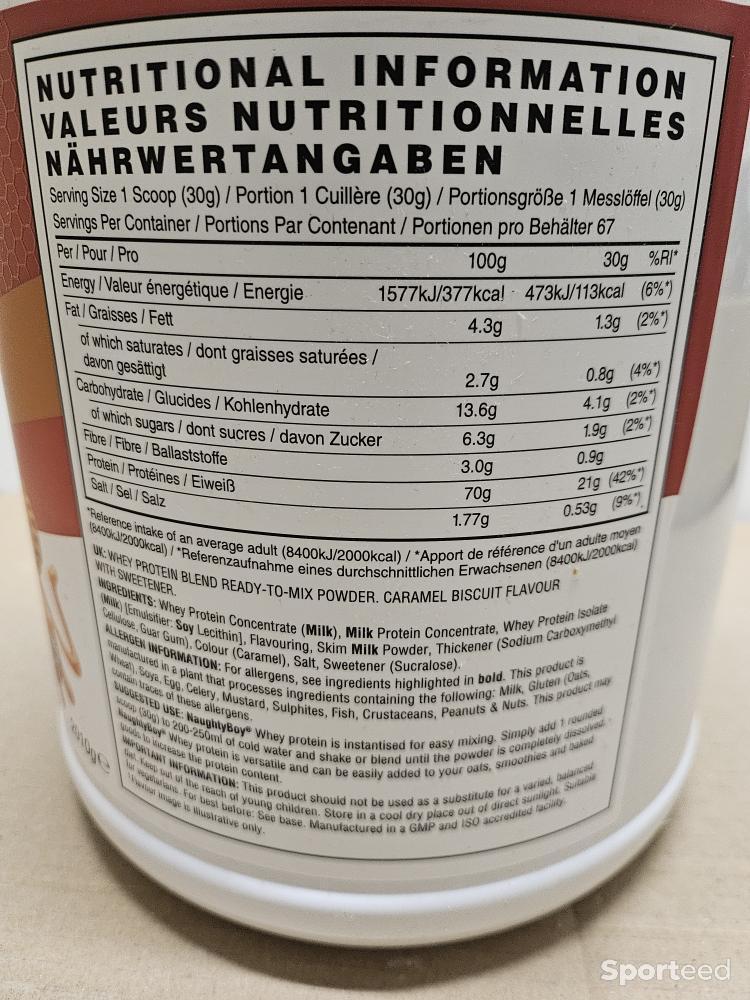 NUTRITIONAL INFORMATION
VALEURS NUTRITIONNELLES
NÄHRWERTANGABEN
Serving Size 1 Scoop (30g) / Portion 1 Cuillère (30g) / Portionsgröße 1 Messlöffel (30g)
Servings Per Container / Portions Par Contenant / Portionen pro Behälter 67
Per / Pour / Pro 100g 30g %RI*
Energy / Valeur énergétique / Energie 1577kJ/377kcal 473kJ/113kcal (6%*)
Fat / Graisses / Fett 4.3g 1.3g (2%*)
of which saturates / dont graisses saturées /
davon gesättigt 2.7g 0.8g (4%*)
Carbohydrate / Glucides / Kohlenhydrate 13.6g 4.1g (2%*)
of which sugars / dont sucres / davon Zucker 6.3g 1.9g (2%*)
Fibre / Fibre / Ballaststoffe 3.0g 0.9g
Protein / Protéines / Eiweiß 70g 21g (42%*)
Salt / Sel / Salz 1.77g 0.53g (9%*)
*Reference intake of an average adult (8400kJ/2000kcal) / *Apport de référence d'un adulte moyen
(8400kJ/2000kcal) / *Referenzaufnahme eines durchschnittlichen Erwachsenen (8400kJ/2000kcal)
UK: WHEY PROTEIN BLEND READY-TO-MIX POWDER. CARAMEL BISCUIT FLAVOUR
WITH SWEETENER.
INGREDIENTS: Whey Protein Concentrate (Milk), Milk Protein Concentrate, Whey Protein Isolate
(Milk) [Emulsifier: Soy Lecithin], Flavouring, Skim Milk Powder, Thickener (Sodium Carboxymethyl
Cellulose, Guar Gum), Colour (Caramel), Salt, Sweetener (Sucralose).
ALLERGEN INFORMATION: For allergens, see ingredients highlighted in bold. This product is
manufactured in a plant that processes ingredients containing the following: Milk, Gluten (Oats,
Wheat), Soya, Egg, Celery, Mustard, Sulphites, Fish, Crustaceans, Peanuts & Nuts. This product may
contain traces of these allergens.
SUGGESTED USE: NaughtyBoy® Whey protein is instantised for easy mixing. Simply add 1 rounded
scoop (30g) to 200-250ml of cold water and shake or blend until the powder is completely dissolved.
NaughtyBoy® Whey protein is versatile and can be easily added to your oats, smoothies and baked
goods to increase the protein content.
IMPORTANT INFORMATION: This product should not be used as a substitute for a varied, balanced
diet. Keep out of the reach of young children. Store in a cool dry place out of direct sunlight. Suitable
for vegetarians. For best before: See base. Manufactured in a GMP and ISO accredited facility.
Flavour image is illustrative only.
2010g℮
Sporteed